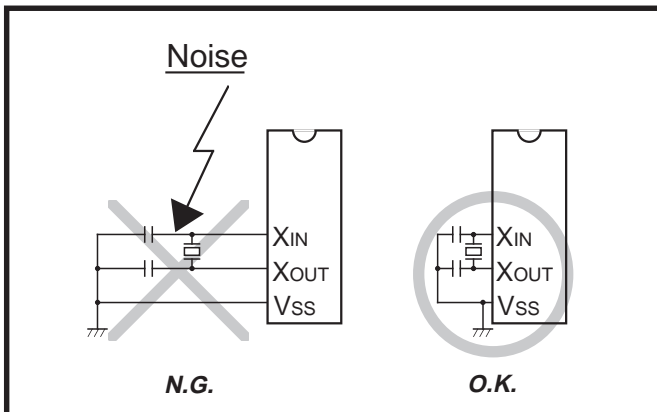 Noise
XIN
XOUT
VSS
N.G.
XIN
XOUT
VSS
O.K.